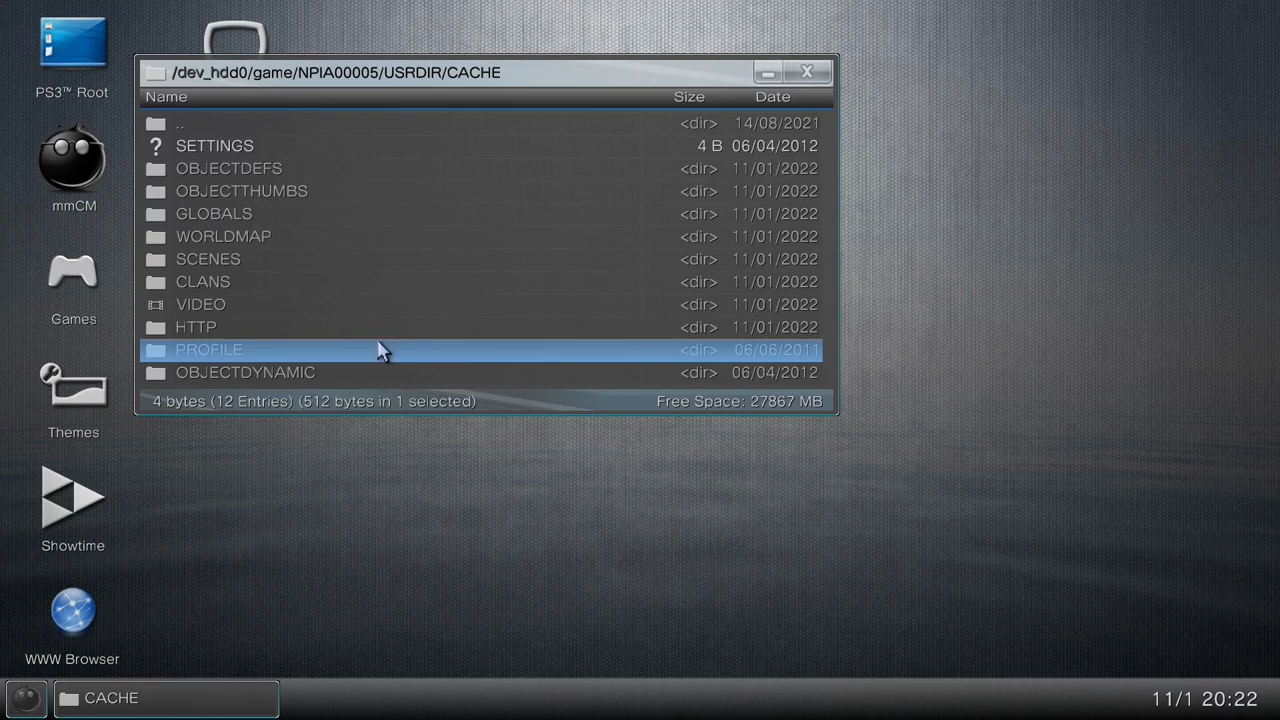 /dev_hdd0/game/NPIA00005/USRDIR/CACHE
X
Name Size Date
.. <dir> 14/08/2021
? SETTINGS 4 B 06/04/2012
OBJECTDEFS <dir> 11/01/2022
OBJECTTHUMBS <dir> 11/01/2022
GLOBALS <dir> 11/01/2022
WORLDMAP <dir> 11/01/2022
SCENES <dir> 11/01/2022
CLANS <dir> 11/01/2022
VIDEO <dir> 11/01/2022
HTTP <dir> 11/01/2022
PROFILE <dir> 06/06/2011
OBJECTDYNAMIC <dir> 06/04/2012
4 bytes (12 Entries) (512 bytes in 1 selected) Free Space: 27867 MB
PS3™ Root
mmCM
Games
Themes
Showtime
WWW Browser
CACHE
11/1 20:22